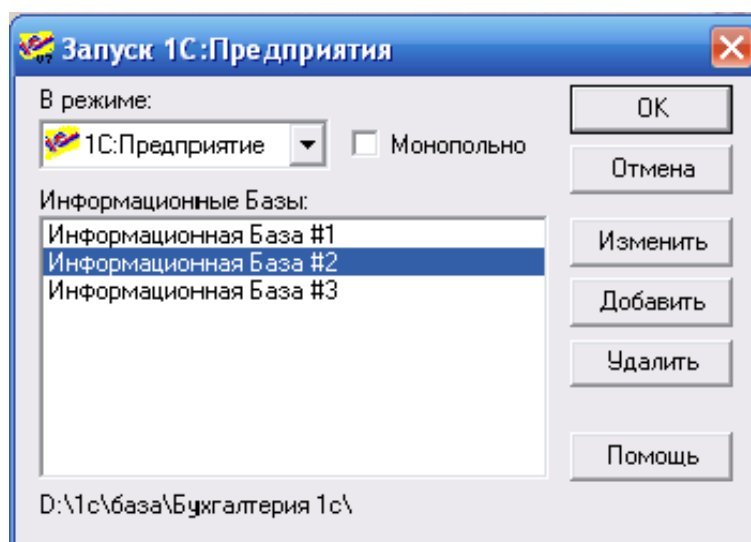 Запуск 1С:Предприятия
В режиме:
1С:Предприятие
Монопольно
Информационные Базы:
Информационная База #1
Информационная База #2
Информационная База #3
D:\1с\база\Бухгалтерия 1с\
OK
Отмена
Изменить
Добавить
Удалить
Помощь